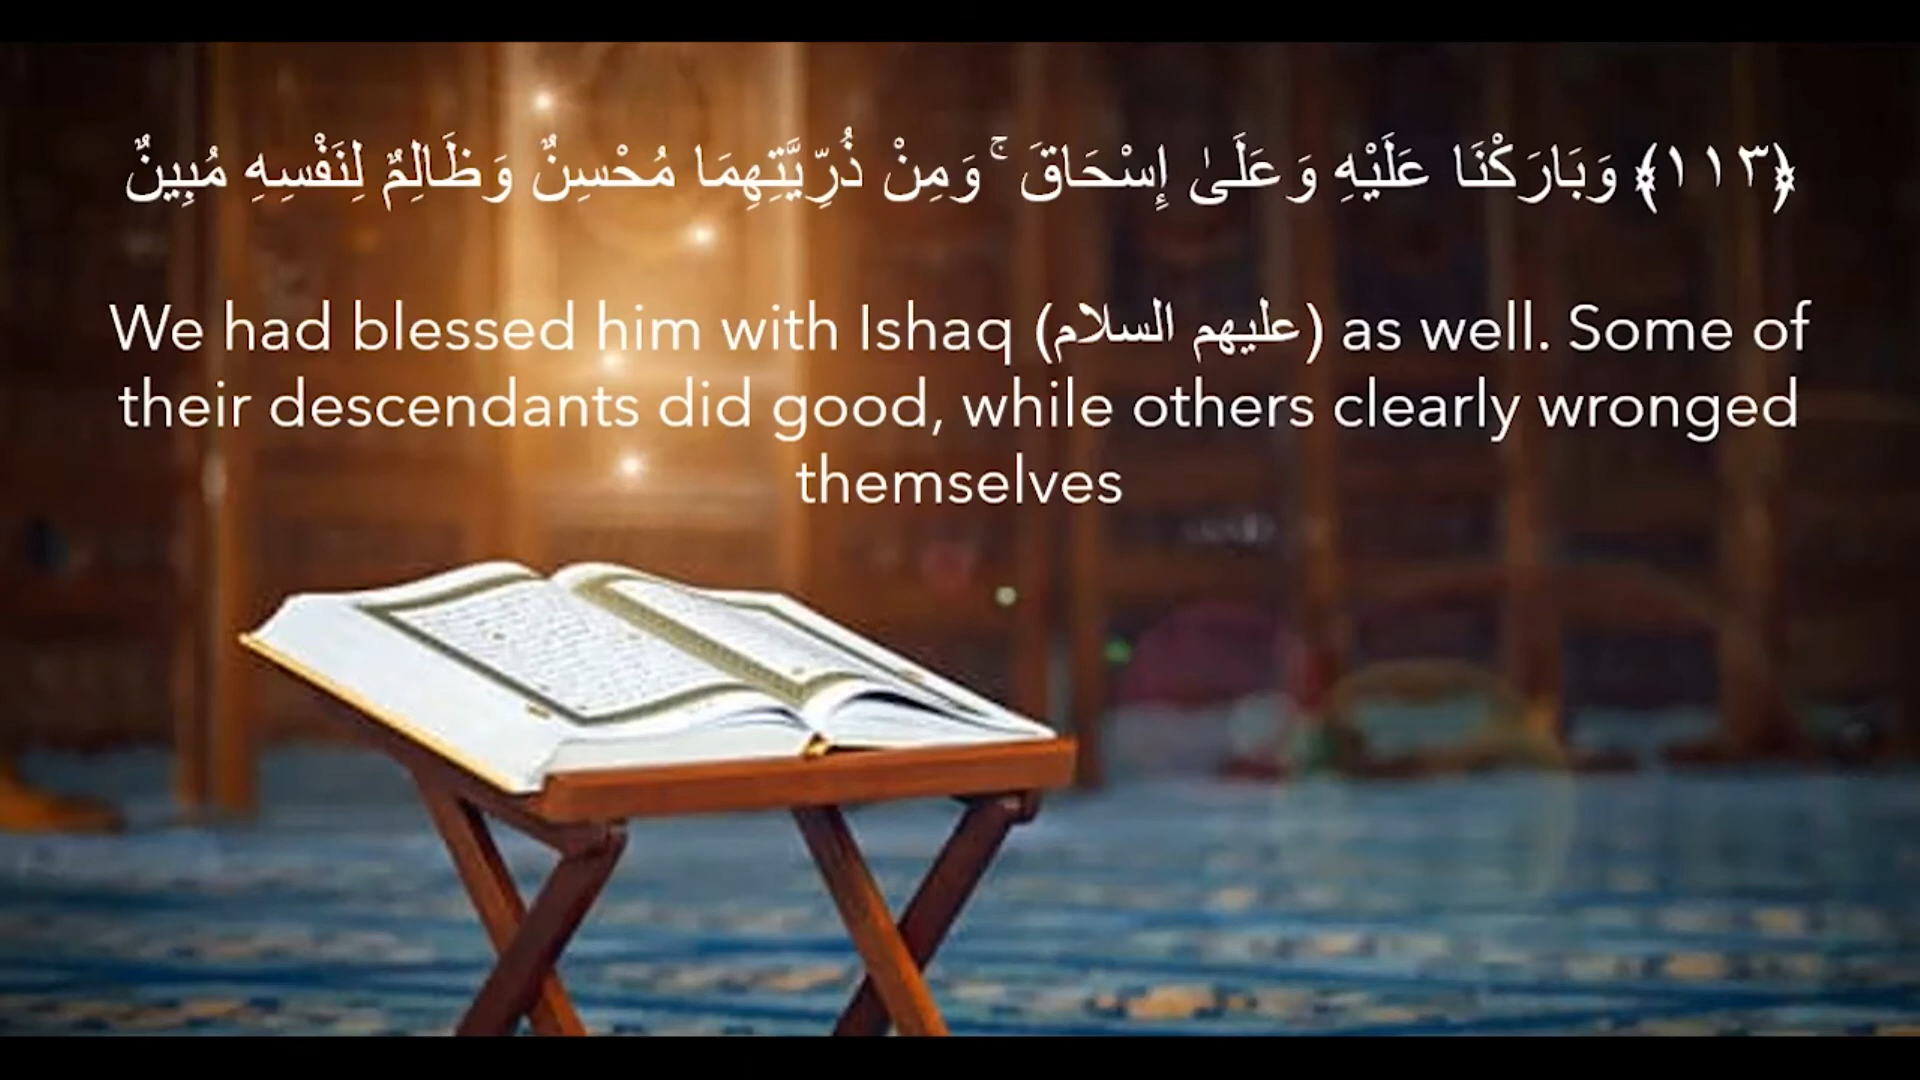 ﴿١١٣﴾ وَبَارَكْنَا عَلَيْهِ وَعَلَىٰ إِسْحَاقَ ۚ وَمِنْ ذُرِّيَّتِهِمَا مُحْسِنٌ وَظَالِمٌ لِنَفْسِهِ مُبِينٌ
We had blessed him with Ishaq (عليهم السلام) as well. Some of
their descendants did good, while others clearly wronged
themselves